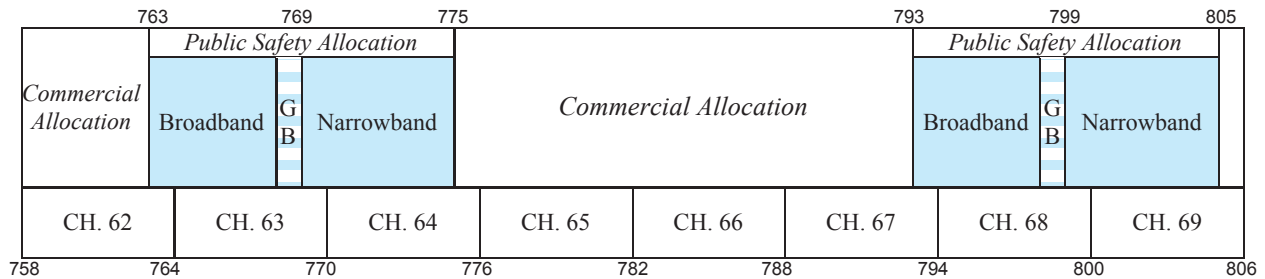 763 769 775 793 799 805
Public Safety Allocation Public Safety Allocation
Commercial
Allocation
Broadband
G
B
Narrowband
Commercial Allocation
Broadband
G
B
Narrowband
CH. 62 CH. 63 CH. 64 CH. 65 CH. 66 CH. 67 CH. 68 CH. 69
758 764 770 776 782 788 794 800 806